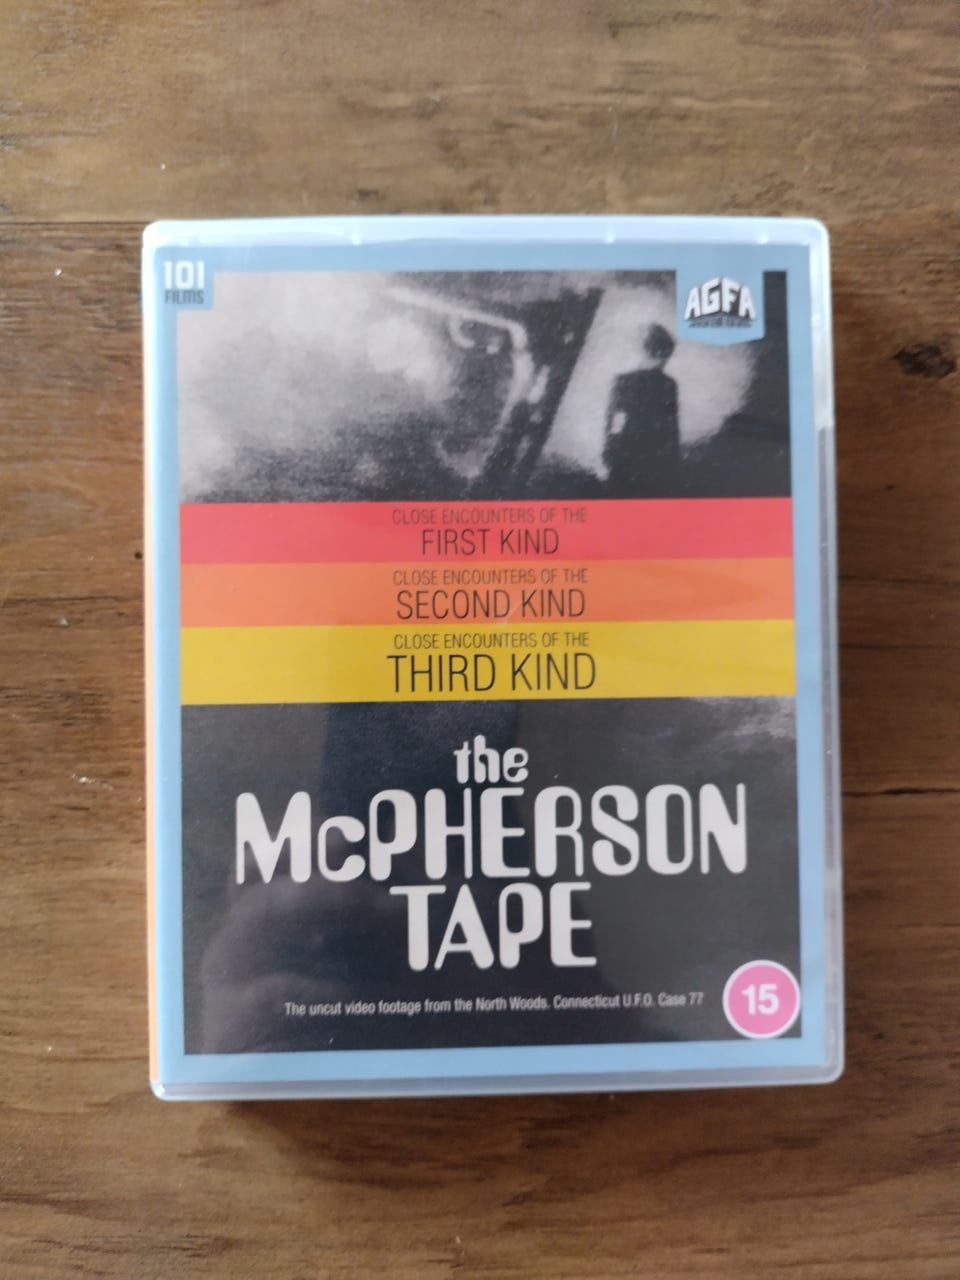 101
FILMS
AGFA
CLOSE ENCOUNTERS OF THE
FIRST KIND
CLOSE ENCOUNTERS OF THE
SECOND KIND
CLOSE ENCOUNTERS OF THE
THIRD KIND
the
McPHERSON
TAPE
The uncut video footage from the North Woods. Connecticut U.F.O. Case 77
15